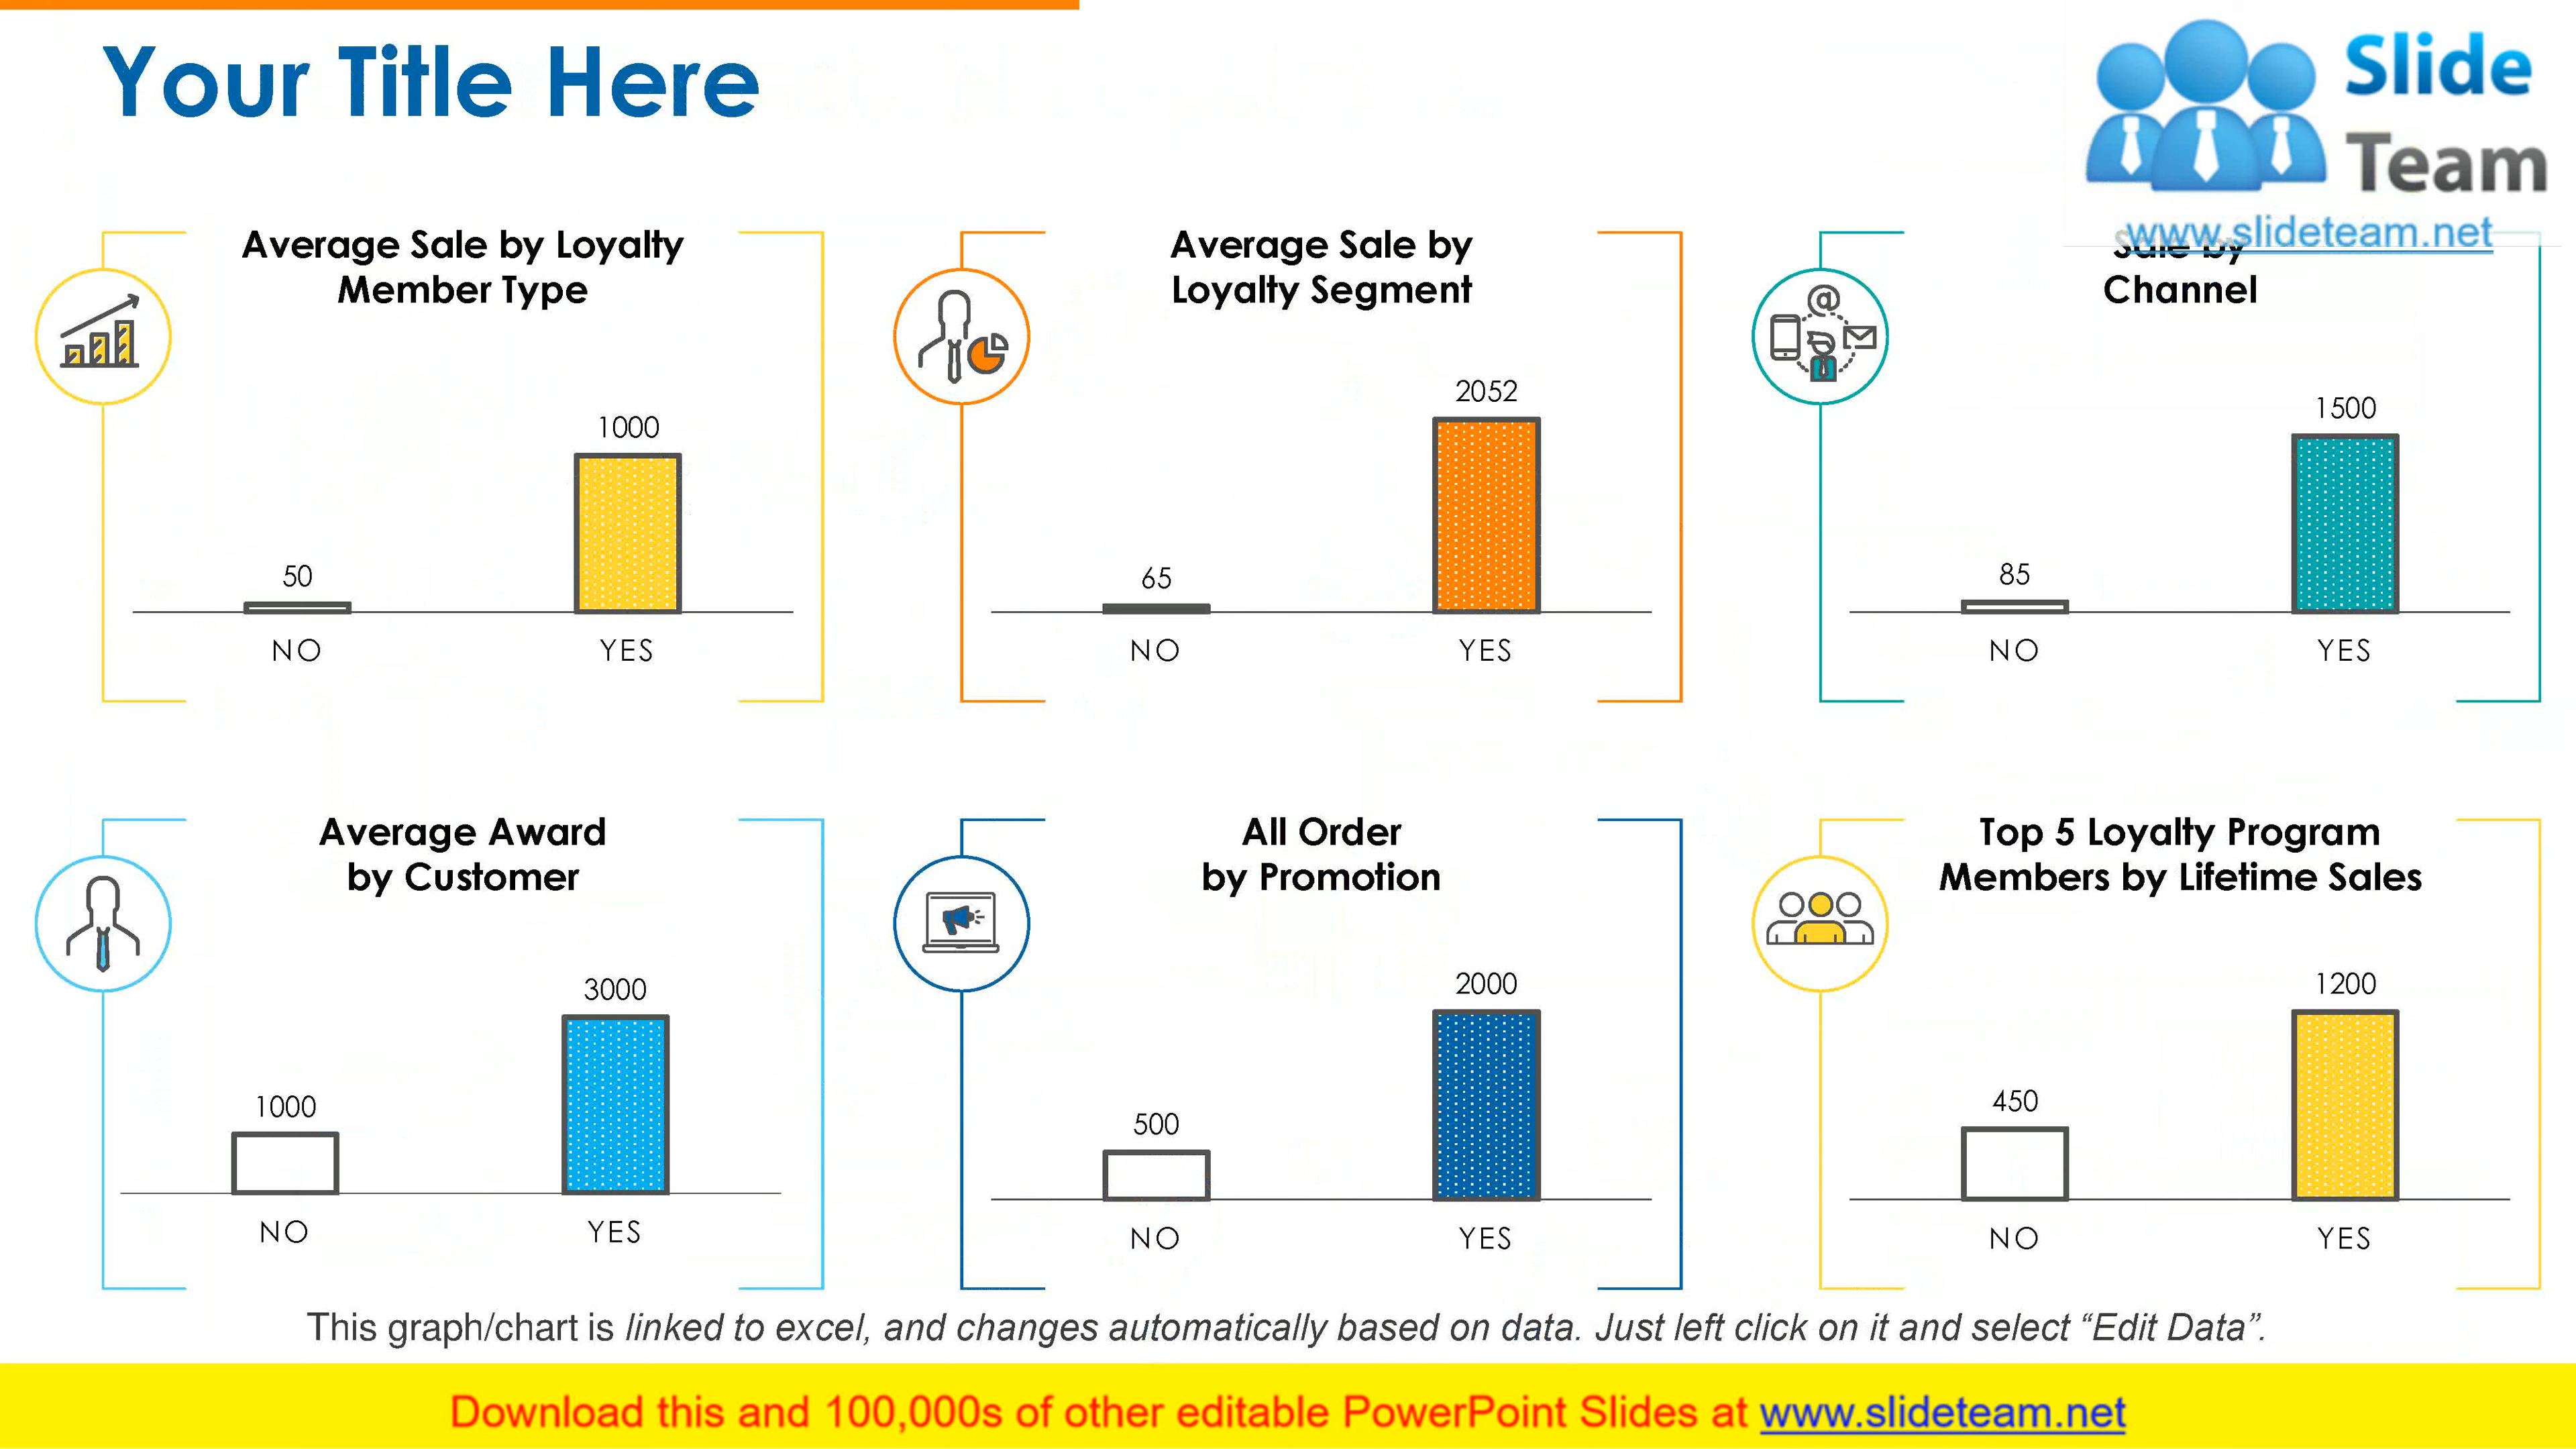 Your Title Here
Slide
Team
www.slideteam.net
Average Sale by Loyalty
Member Type
1000
50
NO YES
Average Sale by
Loyalty Segment
2052
65
NO YES
Sale by
Channel
@
1500
85
NO YES
Average Award
by Customer
3000
1000
NO YES
All Order
by Promotion
2000
500
NO YES
Top 5 Loyalty Program
Members by Lifetime Sales
1200
450
NO YES
This graph/chart is linked to excel, and changes automatically based on data. Just left click on it and select “Edit Data”.
Download this and 100,000s of other editable PowerPoint Slides at www.slideteam.net